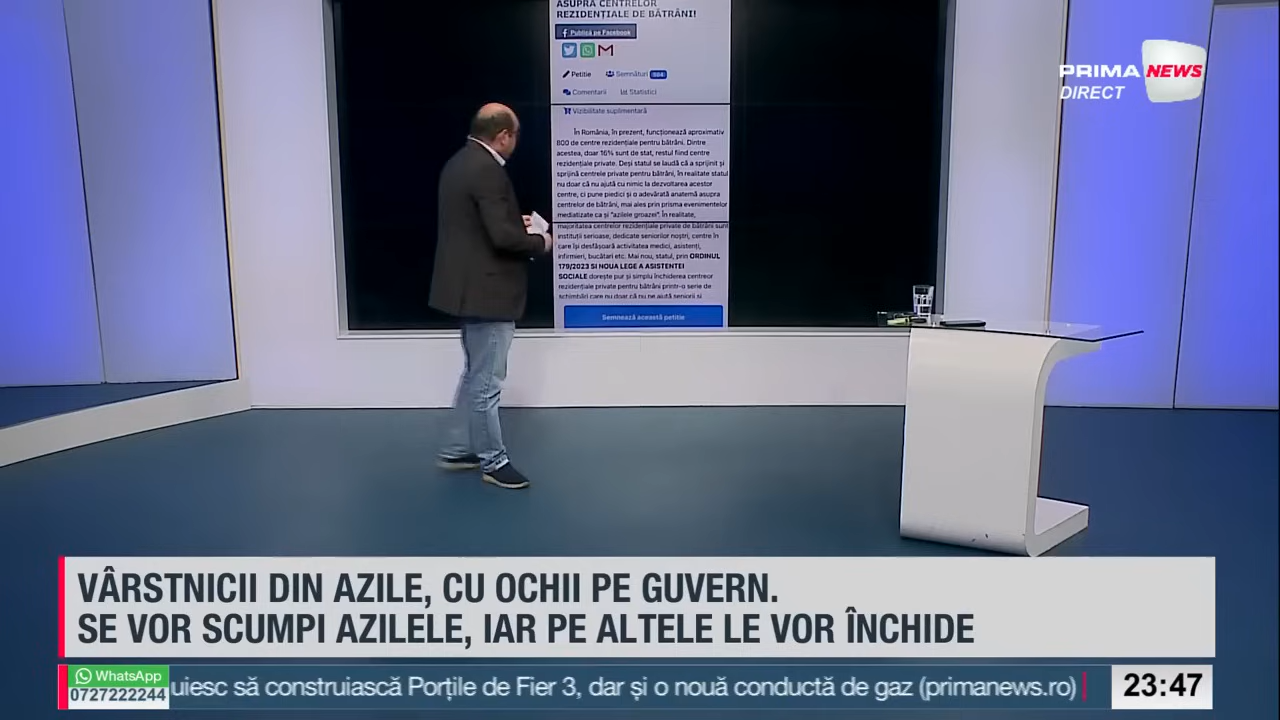 ASUPRA CENTRELOR
REZIDENȚIALE DE BĂTRÂNI!
Publică pe Facebook
Petiție
Semnături
564
Comentarii
Statistici
Vizibilitate suplimentară
În România, în prezent, funcționează aproximativ
800 de centre rezidențiale pentru bătrâni. Dintre
acestea, doar 16% sunt de stat, restul fiind centre
rezidențiale private. Deși statul se laudă că a sprijinit și
sprijină centrele private pentru bătrâni, în realitate statul
nu doar că nu ajută cu nimic la dezvoltarea acestor
centre, ci pune piedici și o adevărată anatemă asupra
centrelor de bătrâni, mai ales prin prisma evenimentelor
mediatizate ca și "azilele groazei". În realitate,
majoritatea centrelor rezidențiale private de bătrâni sunt
instituții serioase, dedicate seniorilor noștri, centre în
care își desfășoară activitatea medici, asistenți,
infirmieri, bucătari etc. Mai nou, statul, prin ORDINUL
179/2023 SI NOUA LEGE A ASISTENTEI
SOCIALE dorește pur și simplu închiderea centrelor
rezidențiale private pentru bătrâni printr-o serie de
schimbări care nu doar că nu ne ajută seniorii și
Semnează această petiție
PRIMA NEWS
DIRECT
VÂRSTNICII DIN AZILE, CU OCHII PE GUVERN.
SE VOR SCUMPI AZILELE, IAR PE ALTELE LE VOR ÎNCHIDE
WhatsApp
0727222244
uiesc să construiască Porțile de Fier 3, dar și o nouă conductă de gaz (primanews.ro)
23:47